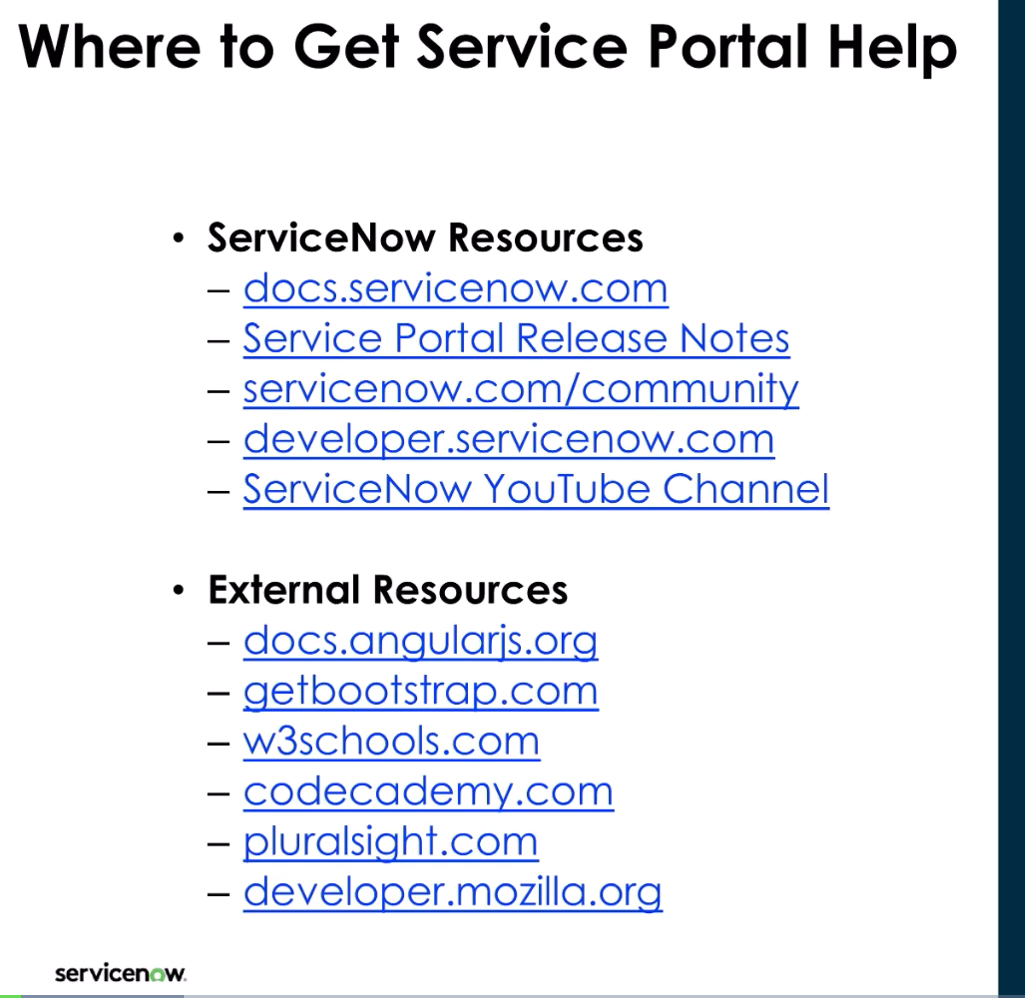 Where to Get Service Portal Help
• ServiceNow Resources
– docs.servicenow.com
– Service Portal Release Notes
– servicenow.com/community
– developer.servicenow.com
– ServiceNow YouTube Channel
• External Resources
– docs.angularjs.org
– getbootstrap.com
– w3schools.com
– codecademy.com
– pluralsight.com
– developer.mozilla.org
servicenow.